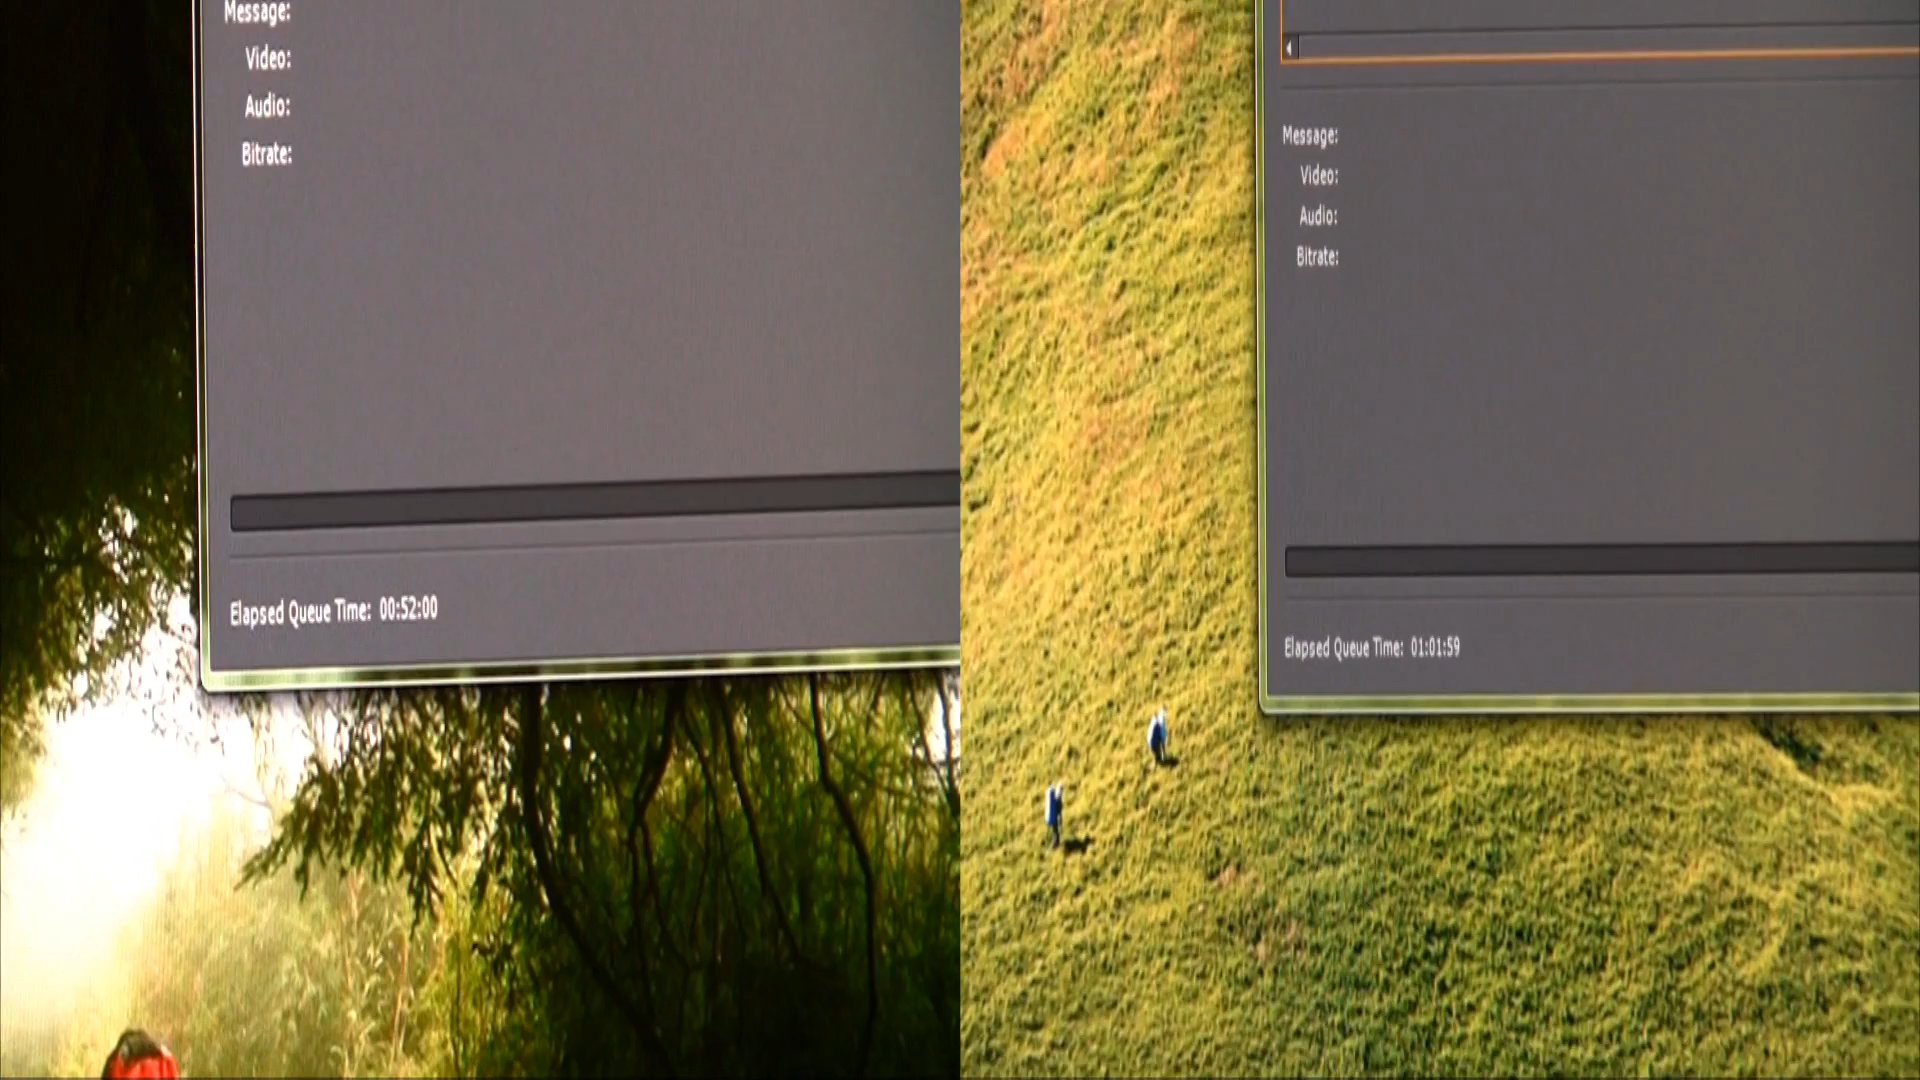 Message:
Video:
Audio:
Bitrate:
Elapsed Queue Time: 00:52:00
Message:
Video:
Audio:
Bitrate:
Elapsed Queue Time: 01:01:59